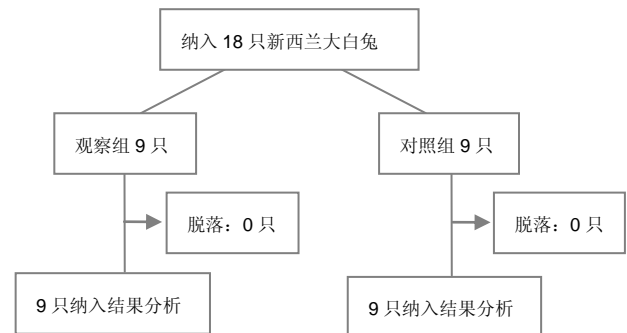 纳入 18 只新西兰大白兔
观察组 9 只
对照组 9 只
脱落：0 只
脱落：0 只
9 只纳入结果分析
9 只纳入结果分析